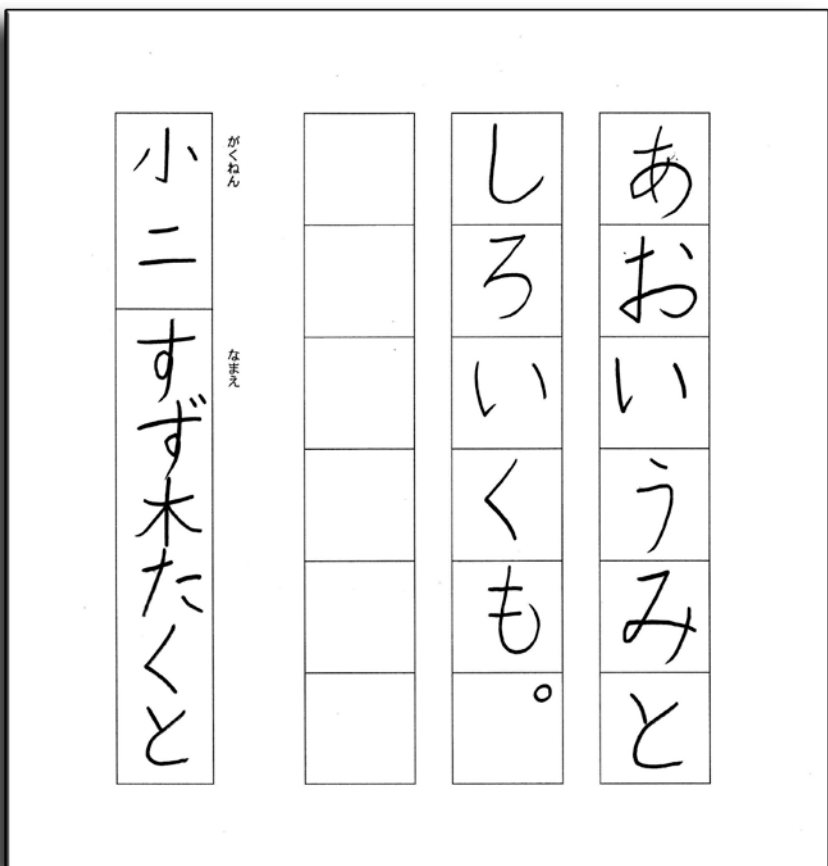 あおいうみと
しろいくも。
がくねん
小二
なまえ
すず木たくと